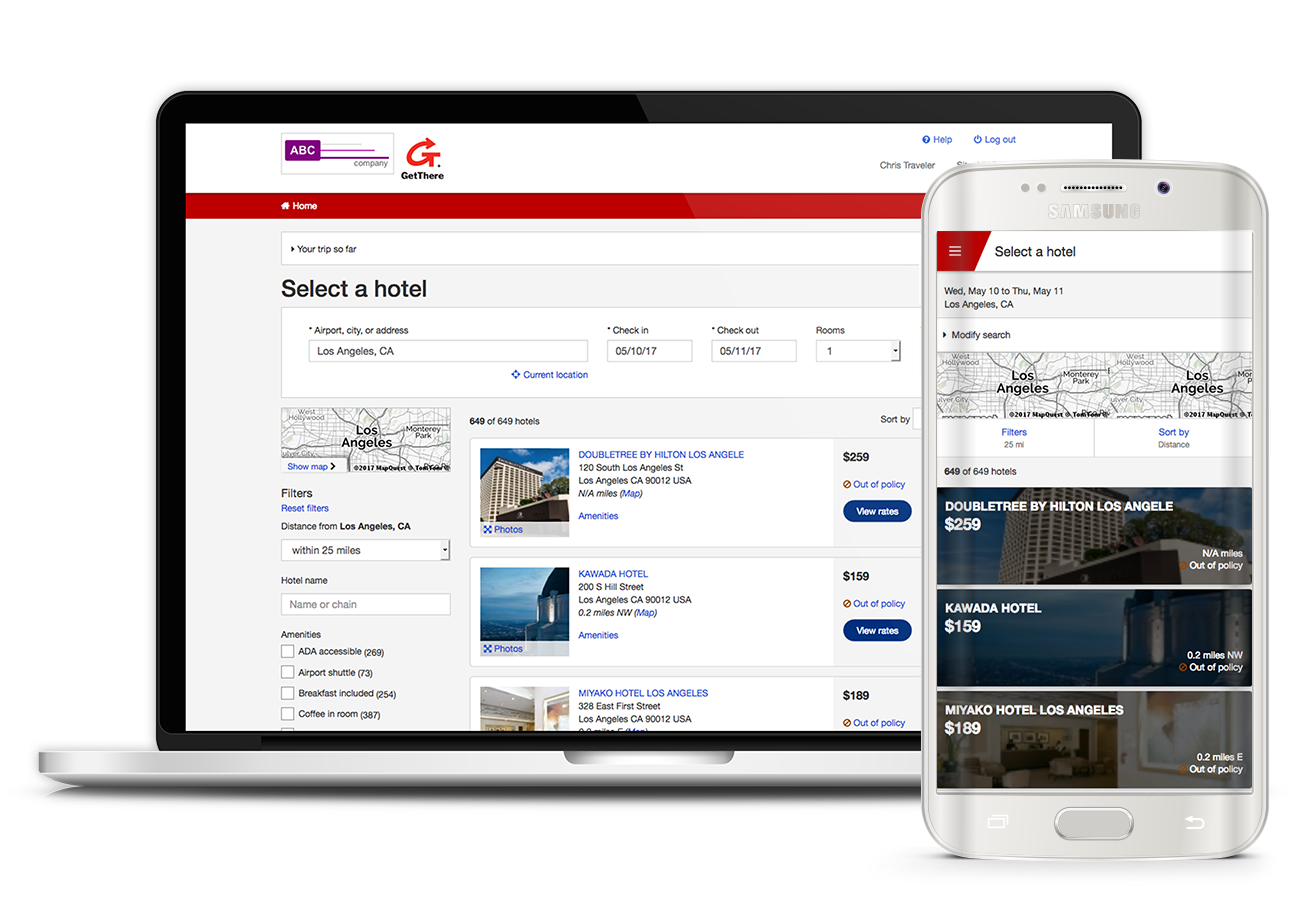 ABC
company
GetThere
Help
Log out
Chris Traveler
Home
Your trip so far
Select a hotel
* Airport, city, or address
* Check in
* Check out
Rooms
Los Angeles, CA
05/10/17
05/11/17
1
Current location
West
Hollywood
Los
Angeles
Monterey
Park
Show map
©2017 MapQuest © TomTom ©
649 of 649 hotels
Sort by
Filters
Reset filters
Distance from Los Angeles, CA
within 25 miles
Hotel name
Name or chain
Amenities
ADA accessible (269)
Airport shuttle (73)
Breakfast included (254)
Coffee in room (387)
DOUBLETREE BY HILTON LOS ANGELE
120 South Los Angeles St
Los Angeles CA 90012 USA
N/A miles (Map)
Amenities
Photos
$259
Out of policy
View rates
KAWADA HOTEL
200 S Hill Street
Los Angeles CA 90012 USA
0.2 miles NW (Map)
Amenities
Photos
$159
Out of policy
View rates
MIYAKO HOTEL LOS ANGELES
328 East First Street
Los Angeles CA 90012 USA
0.2 miles E (Map)
$189
Out of policy
SAMSUNG
Select a hotel
Wed, May 10 to Thu, May 11
Los Angeles, CA
Modify search
West
Hollywood
Los
Angeles
Monterey
Park
©2017 MapQuest © TomTom
West
Hollywood
Los
Angeles
©2017 MapQuest © TomTom
Filters
25 mi
Sort by
Distance
649 of 649 hotels
DOUBLETREE BY HILTON LOS ANGELE
$259
N/A miles
Out of policy
KAWADA HOTEL
$159
0.2 miles NW
Out of policy
MIYAKO HOTEL LOS ANGELES
$189
0.2 miles E
Out of policy